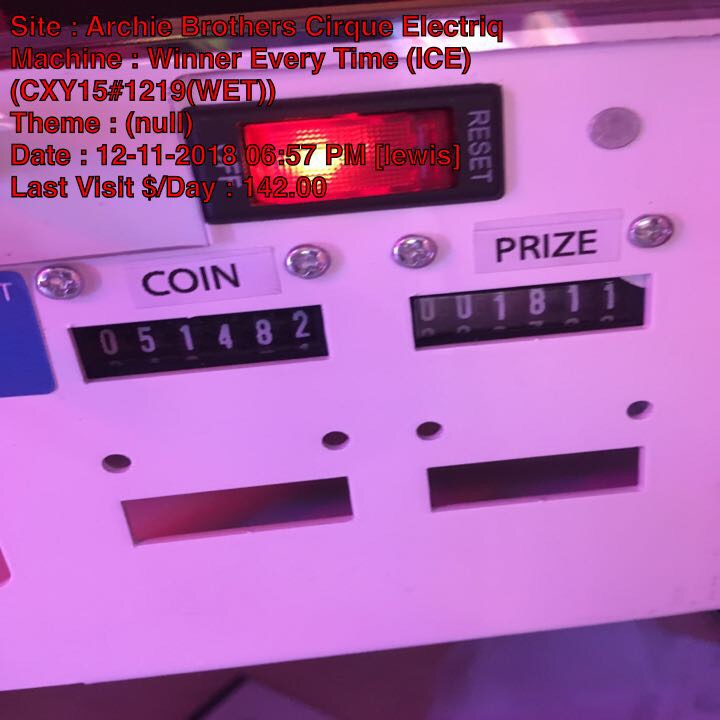 Site : Archie Brothers Cirque Electriq
Machine : Winner Every Time (ICE)
(CXY15#1219(WET))
Theme : (null)
Date : 12-11-2018 06:57 PM [lewis]
Last Visit $/Day : 142.00
RESET
COIN
PRIZE
T
051482
001811